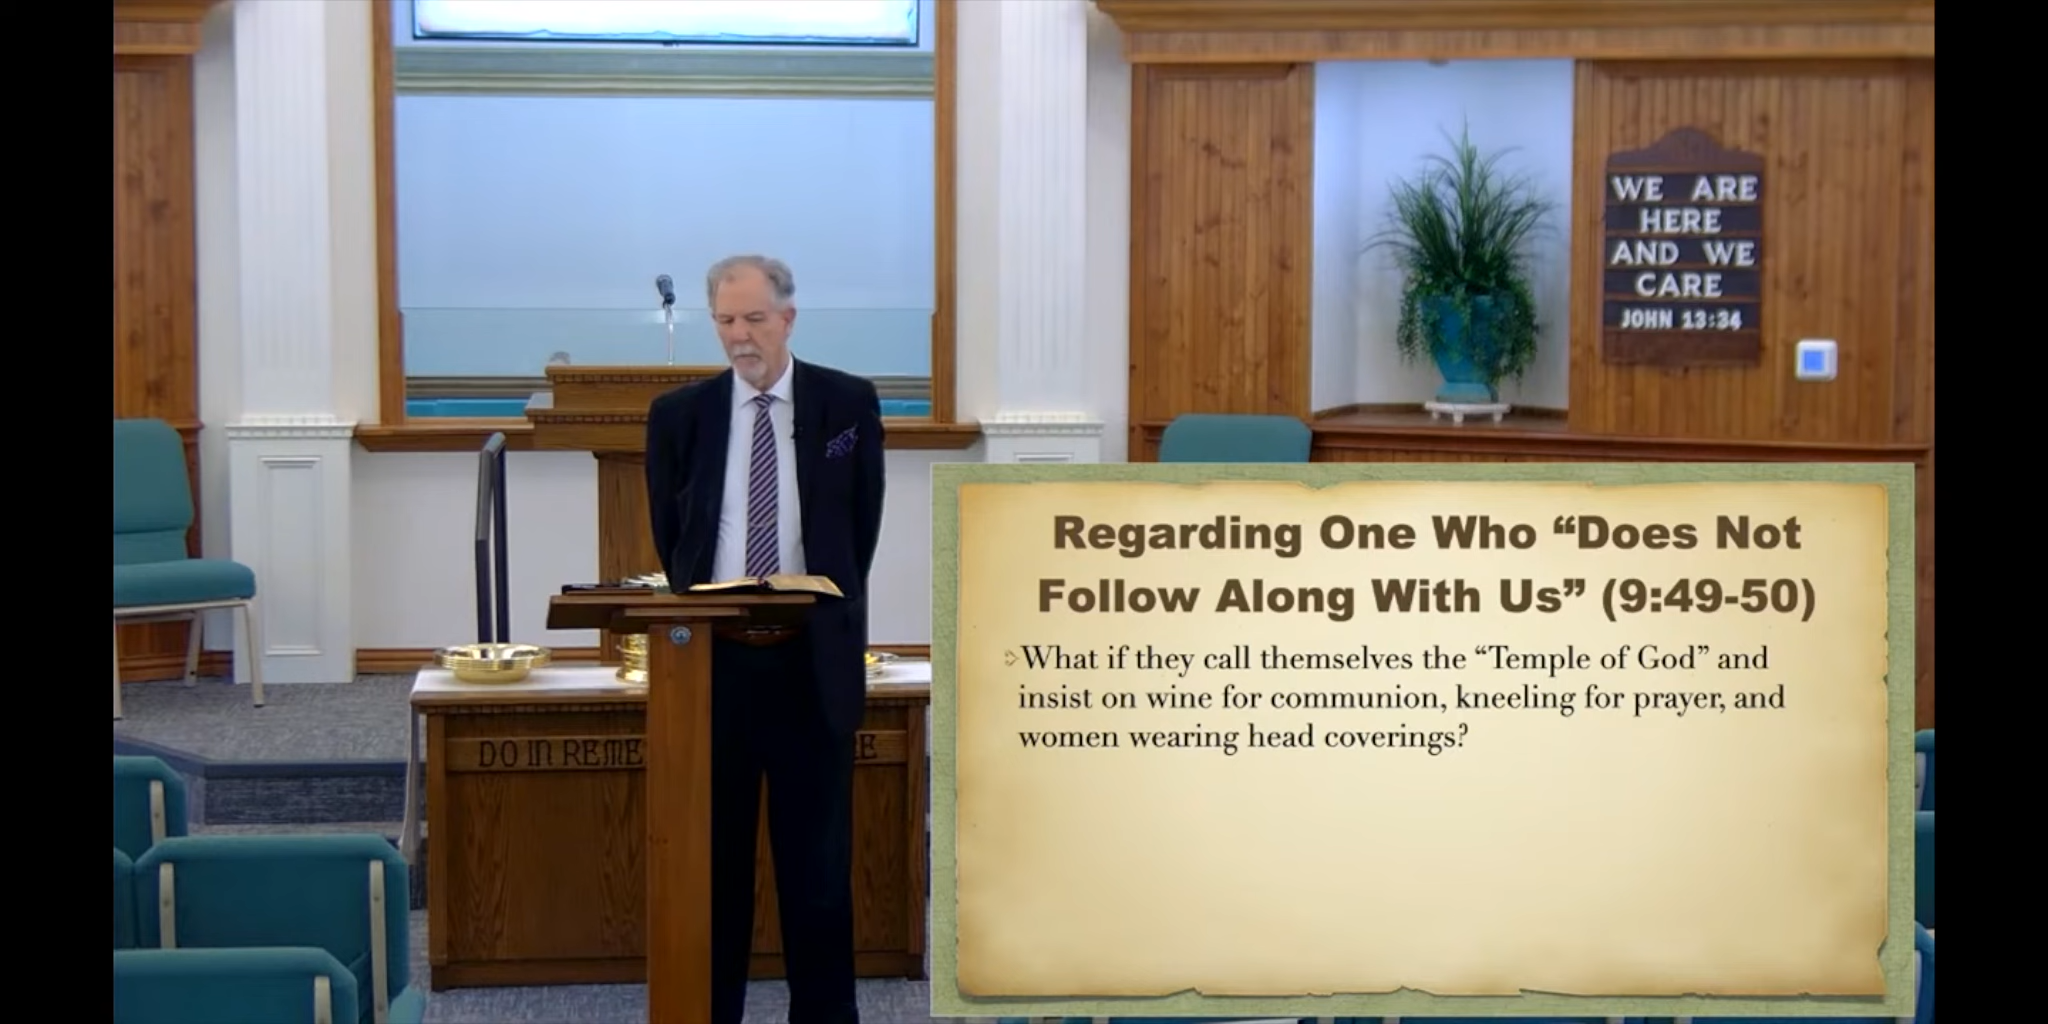 WE ARE
HERE
AND WE
CARE
JOHN 13:34
DO IN REME
E
Regarding One Who “Does Not
Follow Along With Us” (9:49-50)
What if they call themselves the “Temple of God” and
insist on wine for communion, kneeling for prayer, and
women wearing head coverings?